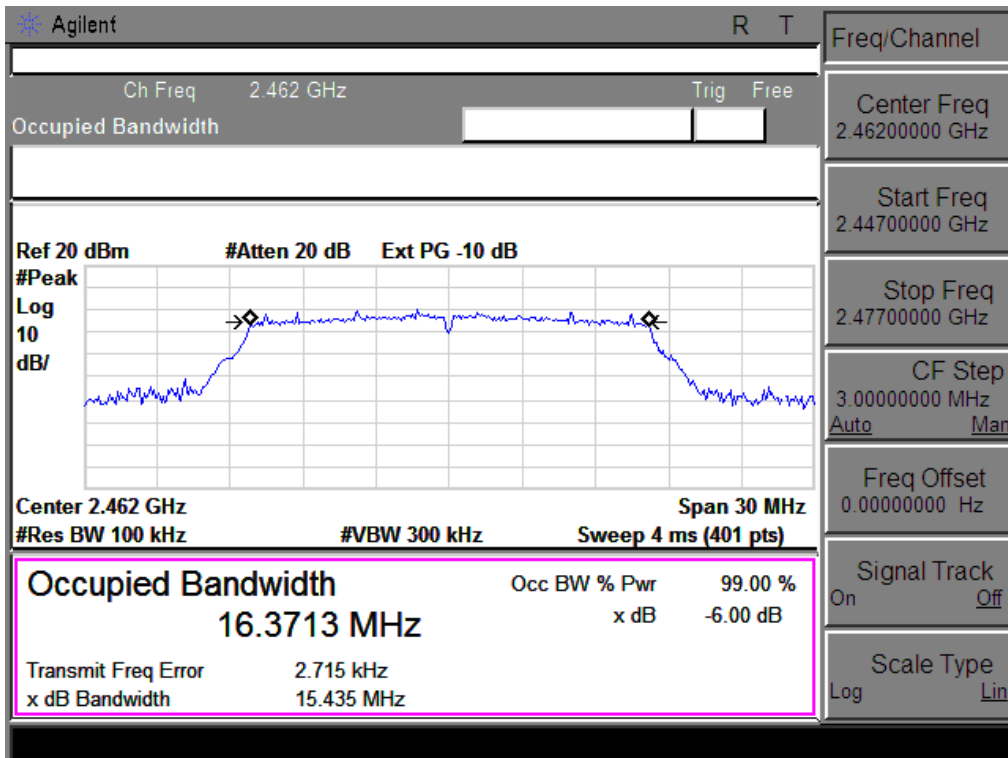 Agilent R T
Ch Freq 2.462 GHz Trig Free
Occupied Bandwidth
Ref 20 dBm #Atten 20 dB Ext PG -10 dB
#Peak
Log
10
dB/
Center 2.462 GHz Span 30 MHz
#Res BW 100 kHz #VBW 300 kHz Sweep 4 ms (401 pts)
Occupied Bandwidth Occ BW % Pwr 99.00 %
16.3713 MHz x dB -6.00 dB
Transmit Freq Error 2.715 kHz
x dB Bandwidth 15.435 MHz
Freq/Channel
Center Freq
2.46200000 GHz
Start Freq
2.44700000 GHz
Stop Freq
2.47700000 GHz
CF Step
3.00000000 MHz
Auto Man
Freq Offset
0.00000000 Hz
Signal Track
On Off
Scale Type
Log Lin